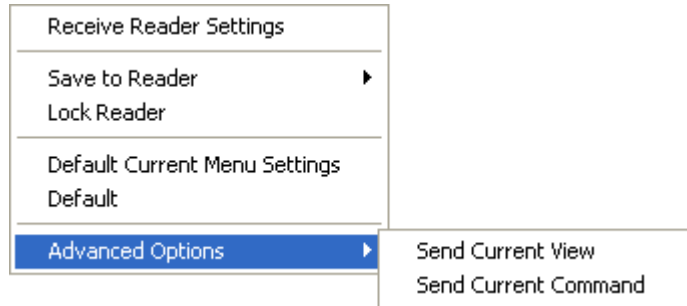 Receive Reader Settings
Save to Reader
Lock Reader
Default Current Menu Settings
Default
Advanced Options
Send Current View
Send Current Command